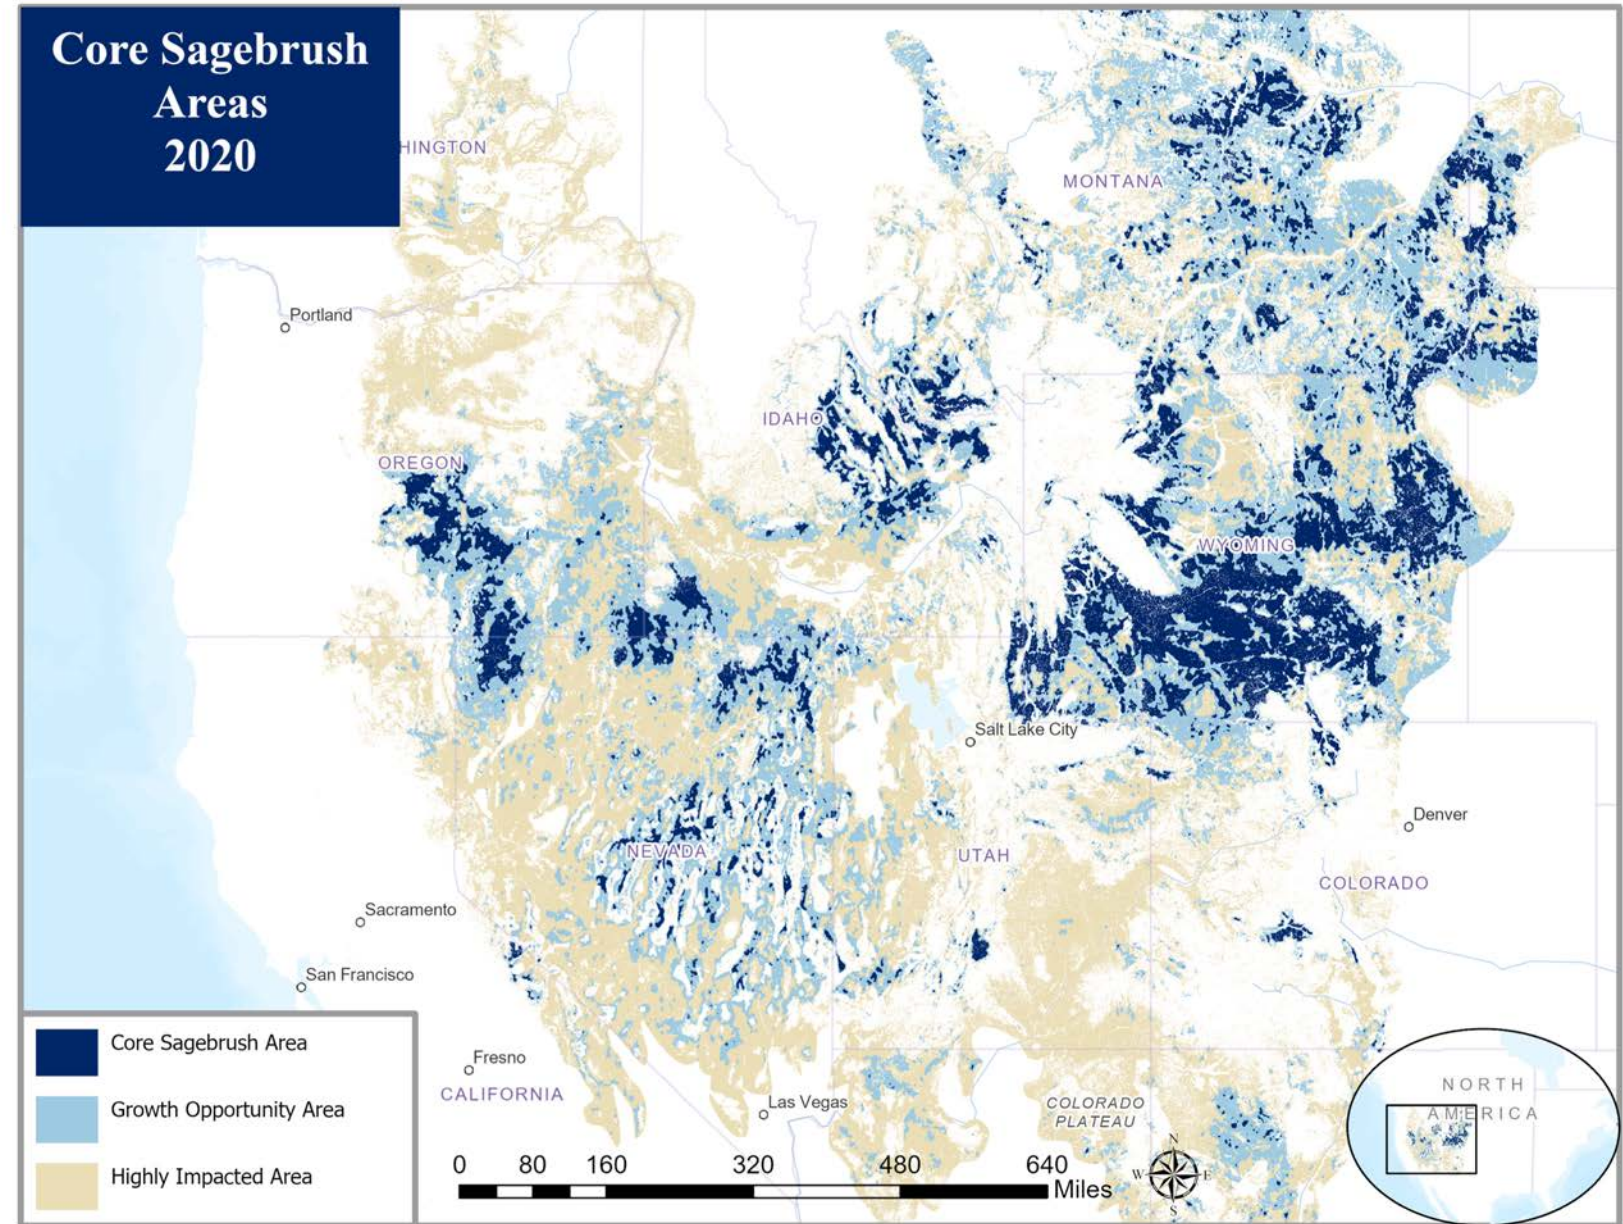 Core Sagebrush
Areas
2020
HINGTON
MONTANA
Portland
IDAHO
OREGON
WYOMING
Salt Lake City
Denver
NEVADA
UTAH
COLORADO
Sacramento
San Francisco
Core Sagebrush Area
Growth Opportunity Area
Highly Impacted Area
Fresno
CALIFORNIA
Las Vegas
COLORADO
PLATEAU
0 80 160 320 480 640
Miles
N
W E
S
NORTH
AMERICA